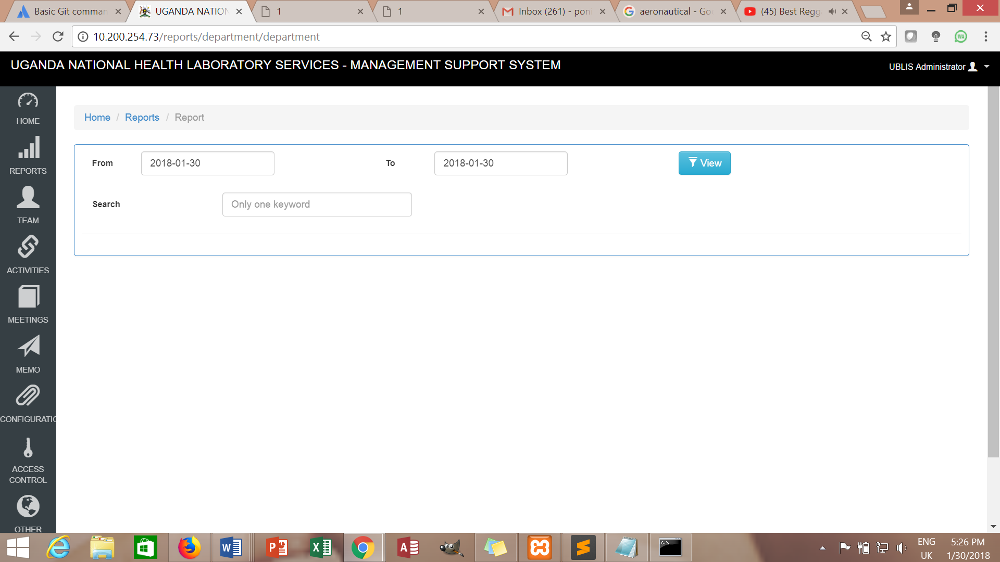 Basic Git comman
UGANDA NATION
1
1
Inbox (261) - pon
aeronautical - Go
(45) Best Regg
10.200.254.73/reports/department/department
UGANDA NATIONAL HEALTH LABORATORY SERVICES - MANAGEMENT SUPPORT SYSTEM
UBLIS Administrator
HOME
REPORTS
TEAM
ACTIVITIES
MEETINGS
MEMO
CONFIGURATIO
ACCESS
CONTROL
OTHER
Home / Reports / Report
From
2018-01-30
To
2018-01-30
View
Search
Only one keyword
ENG
UK
5:26 PM
1/30/2018